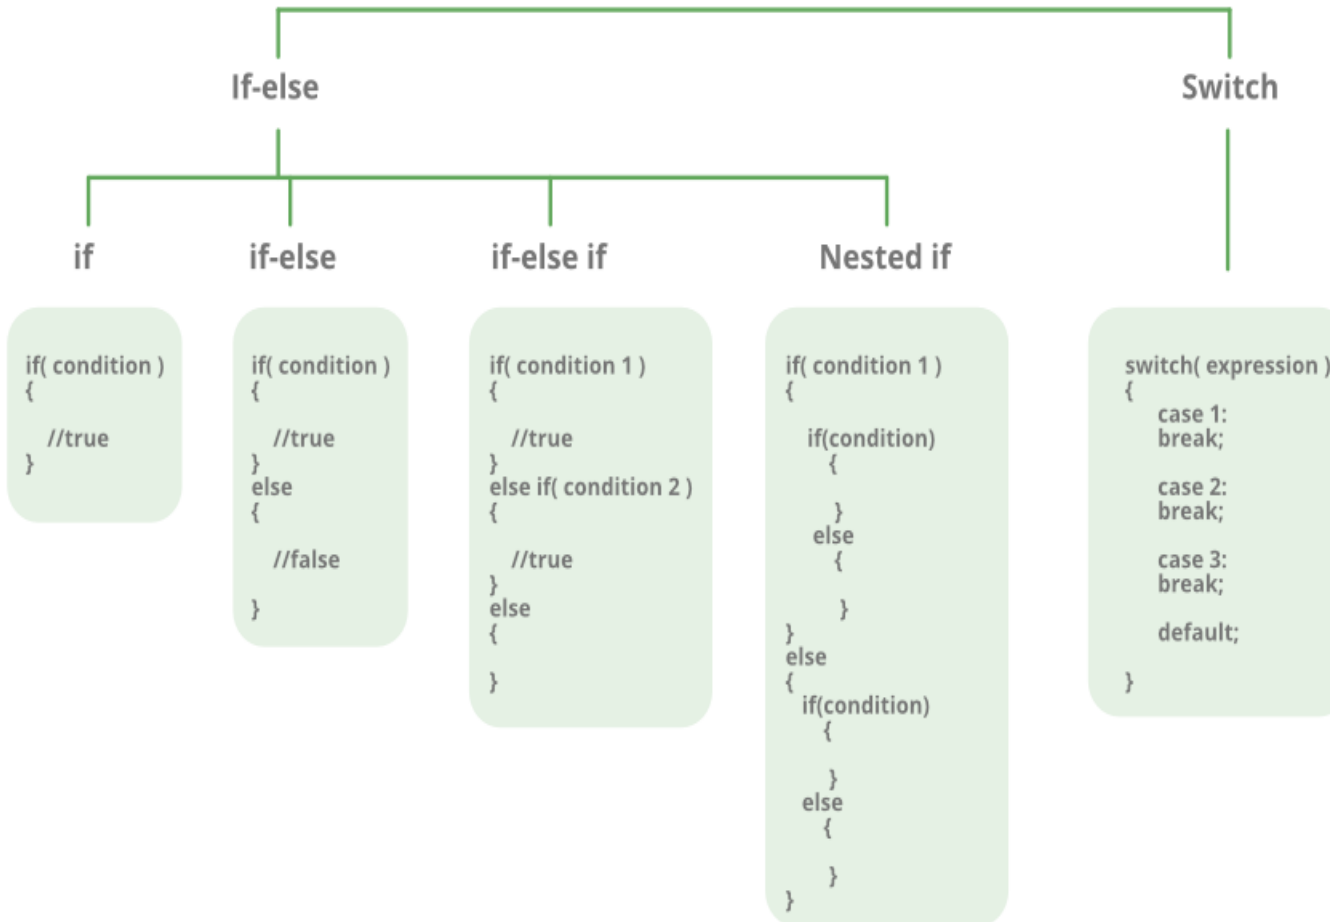 If-else
Switch
if
if-else
if-else if
Nested if
if( condition )
{
//true
}
if( condition )
{
//true
}
else
{
//false
}
if( condition 1 )
{
//true
}
else if( condition 2 )
{
//true
}
else
{
}
if( condition 1 )
{
if(condition)
{
}
else
{
}
}
else
{
if(condition)
{
}
else
{
}
}
switch( expression )
{
case 1:
break;
case 2:
break;
case 3:
break;
default;
}